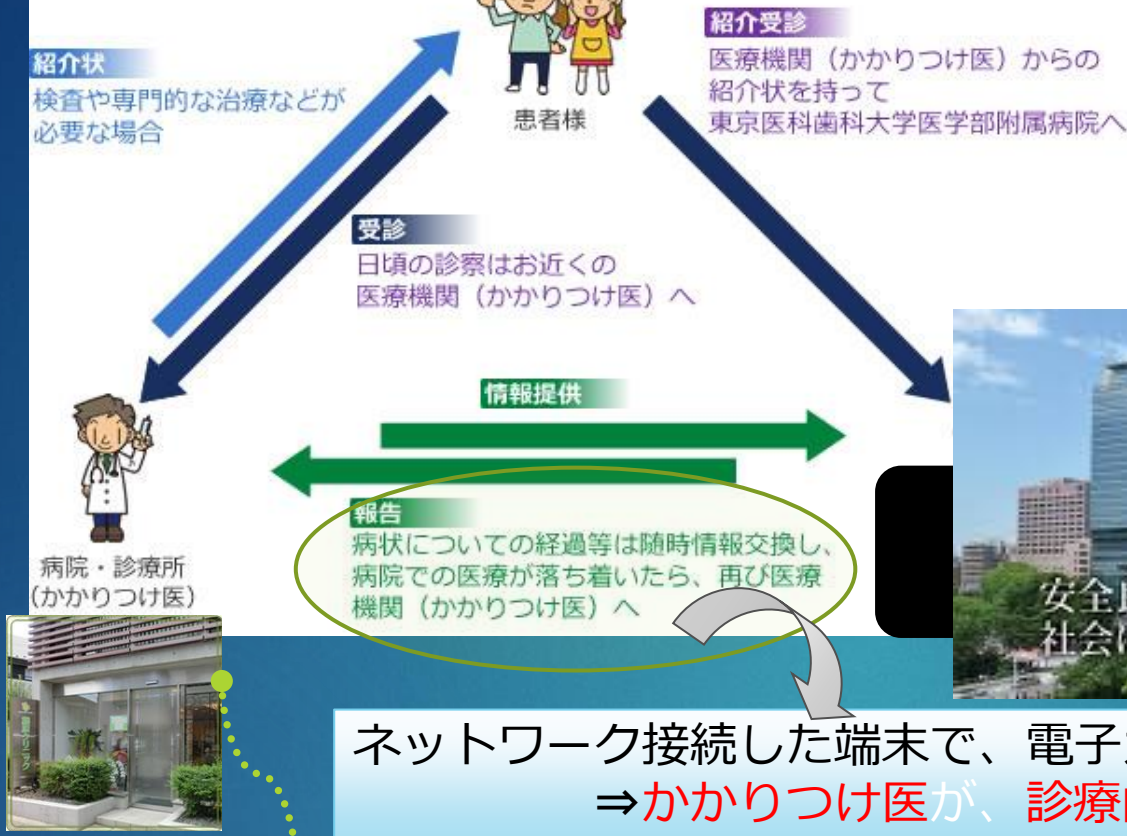 紹介状
検査や専門的な治療などが
必要な場合
患者様
紹介受診
医療機関（かかりつけ医）からの
紹介状を持って
東京医科歯科大学医学部附属病院へ
受診
日頃の診察はお近くの
医療機関（かかりつけ医）へ
情報提供
報告
病状についての経過等は随時情報交換し、
病院での医療が落ち着いたら、再び医療
機関（かかりつけ医）へ
病院・診療所
（かかりつけ医）
安全
社会
ネットワーク接続した端末で、電子
⇒かかりつけ医が、診療